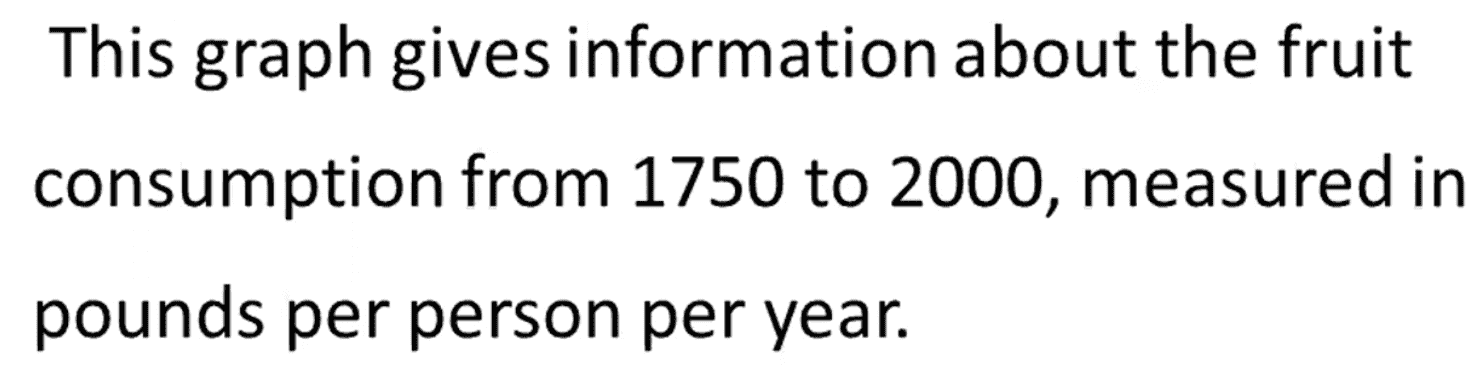 This graph gives information about the fruit
consumption from 1750 to 2000, measured in
pounds per person per year.